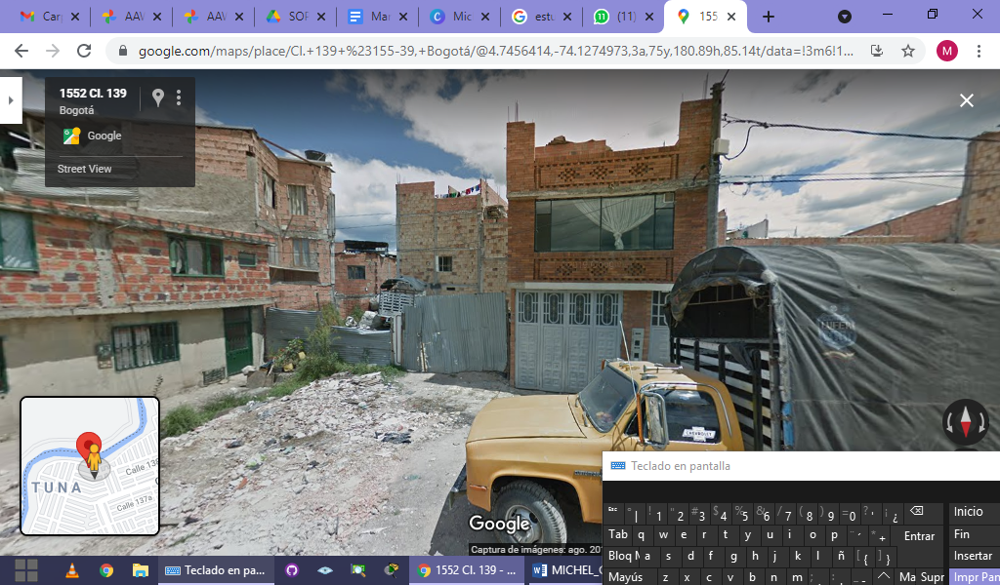 Car
AAV
AAV
SOF
Ma
Mic
estu
(11)
155
google.com/maps/place/Cl.+139+%23155-39,+Bogotá/@4.7456414,-74.1274973,3a,75y,180.89h,85.14t/data=!3m6!1...
M
1552 Cl. 139
Bogotá
Google
Street View
CHEVROLET
TUNA
Calle 138
Calle 137a
Google
Captura de imágenes: ago. 20
Teclado en pantalla
Esc ° | ! 1 " 2 # 3 $ 4 % 5 & 6 / 7 ( 8 ) 9 = 0 ? ' ¡ ¿ Inicio
Tab q w e r t y u i o p ¨ ´ * + Entrar Fin
Bloq M a s d f g h j k l ñ [ { ] } Insertar
Mayús z x c v b n m ; , : . _ - Ma Supr Impr Pan
Teclado en pa...
1552 Cl. 139 - ...
MICHEL_